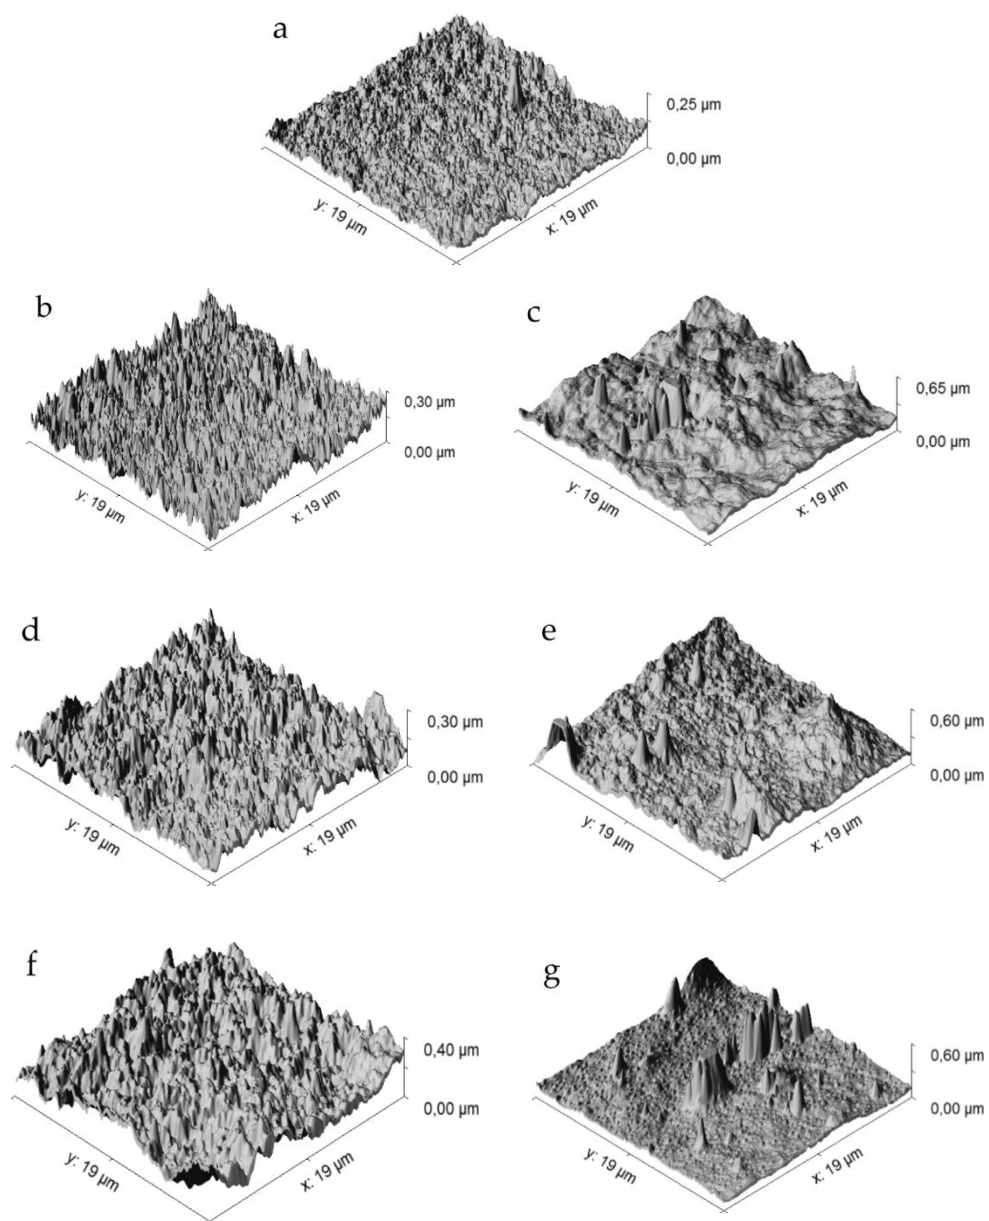 a
0,25 µm
0,00 µm
y: 19 µm
x: 19 µm
b
0,30 µm
0,00 µm
y: 19 µm
x: 19 µm
c
0,65 µm
0,00 µm
y: 19 µm
x: 19 µm
d
0,30 µm
0,00 µm
y: 19 µm
x: 19 µm
e
0,60 µm
0,00 µm
y: 19 µm
x: 19 µm
f
0,40 µm
0,00 µm
y: 19 µm
x: 19 µm
g
0,60 µm
0,00 µm
y: 19 µm
x: 19 µm